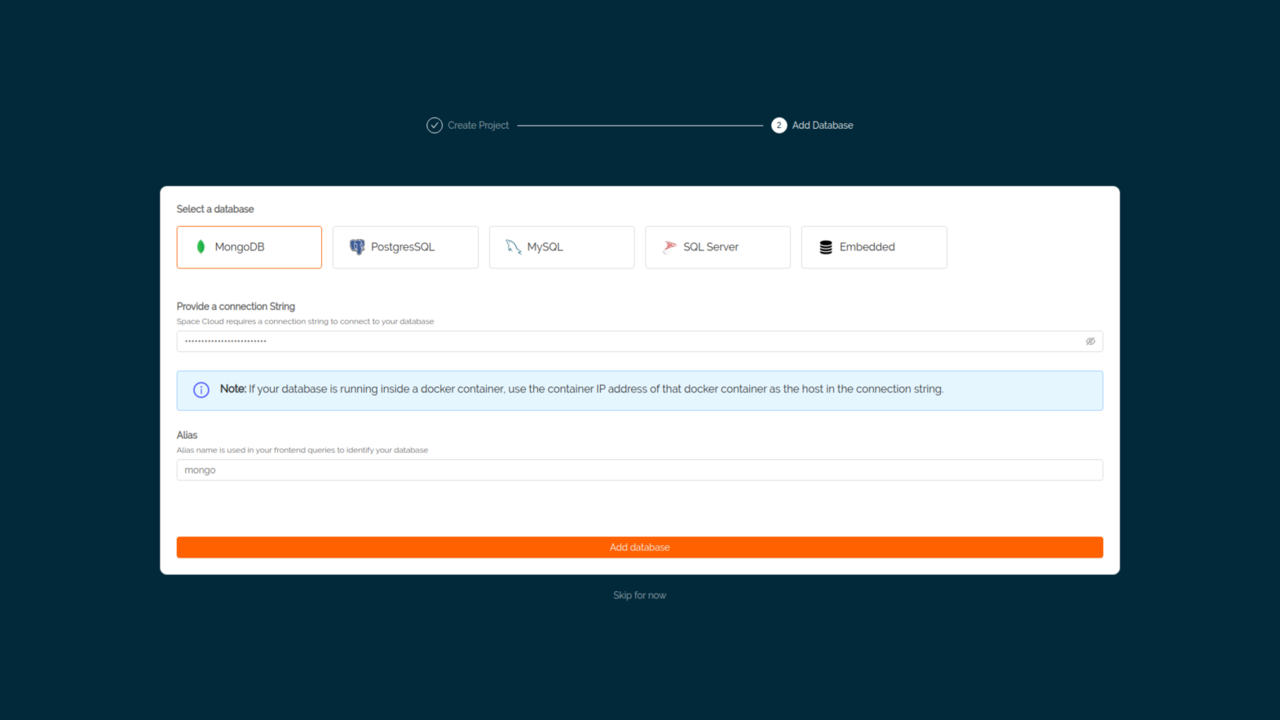 Create Project
2 Add Database
Select a database
MongoDB
PostgresSQL
MySQL
SQL Server
Embedded
Provide a connection String
Space Cloud requires a connection string to connect to your database
Note: If your database is running inside a docker container, use the container IP address of that docker container as the host in the connection string.
Alias
Alias name is used in your frontend queries to identify your database
mongo
Add database
Skip for now